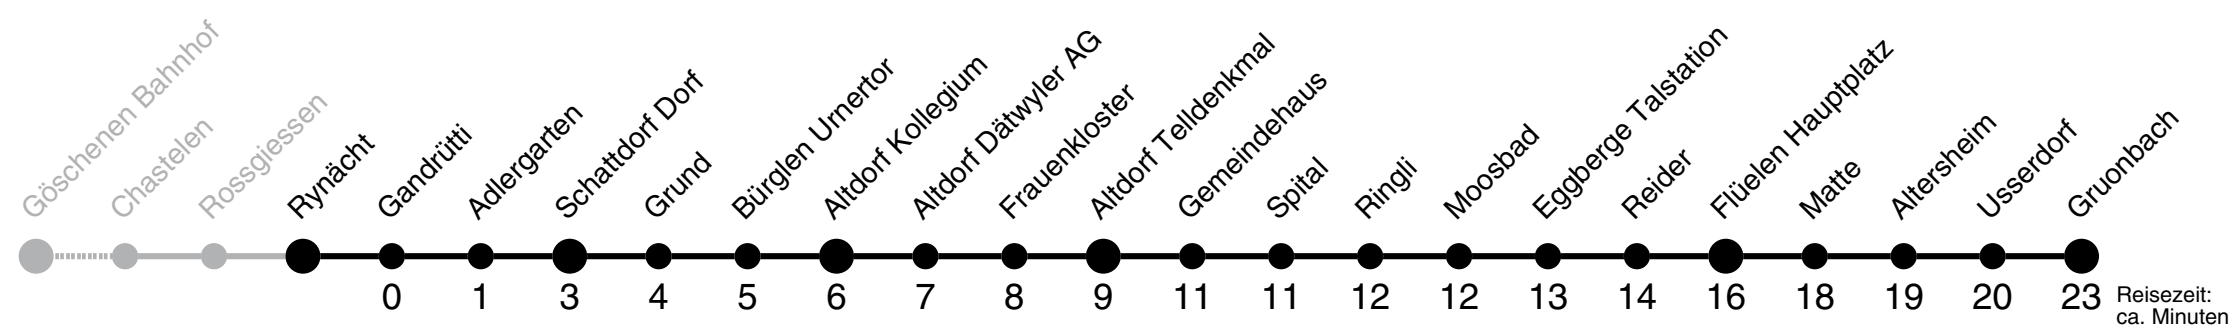 Göschenen Bahnhof
Chastelen
Rossgiessen
Rynächt
Gandrütti
Adlergarten
Schattdorf Dorf
Grund
Bürglen Urnertor
Altdorf Kollegium
Altdorf Dätwyler AG
Frauenkloster
Altdorf Telldenkmal
Gemeindehaus
Spital
Ringli
Moosbad
Eggberge Talstation
Reider
Flüelen Hauptplatz
Matte
Altersheim
Usserdorf
Gruonbach
0 1 3 4 5 6 7 8 9 11 11 12 12 13 14 16 18 19 20 23
Reisezeit:
ca. Minuten